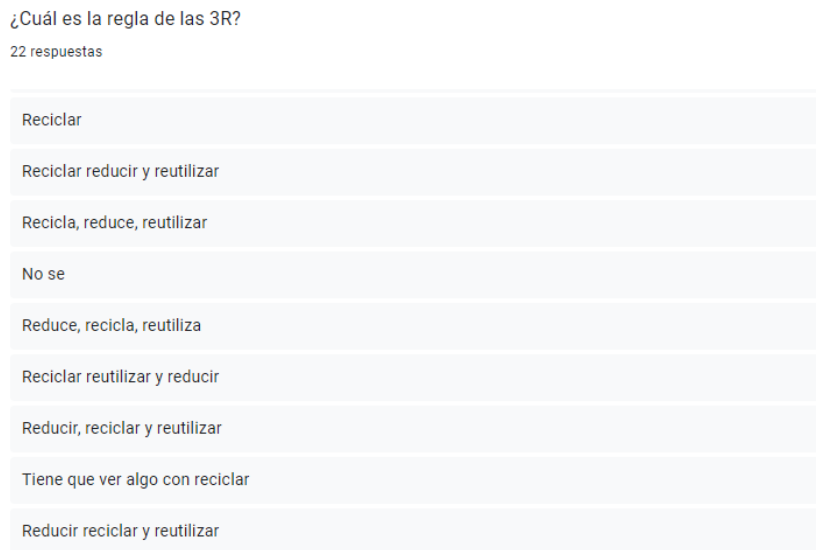 ¿Cuál es la regla de las 3R?
22 respuestas
Reciclar
Reciclar reducir y reutilizar
Recicla, reduce, reutilizar
No se
Reduce, recicla, reutiliza
Reciclar reutilizar y reducir
Reducir, reciclar y reutilizar
Tiene que ver algo con reciclar
Reducir reciclar y reutilizar